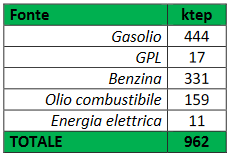 Fonte ktep
Gasolio 444
GPL 17
Benzina 331
Olio combustibile 159
Energia elettrica 11
TOTALE 962